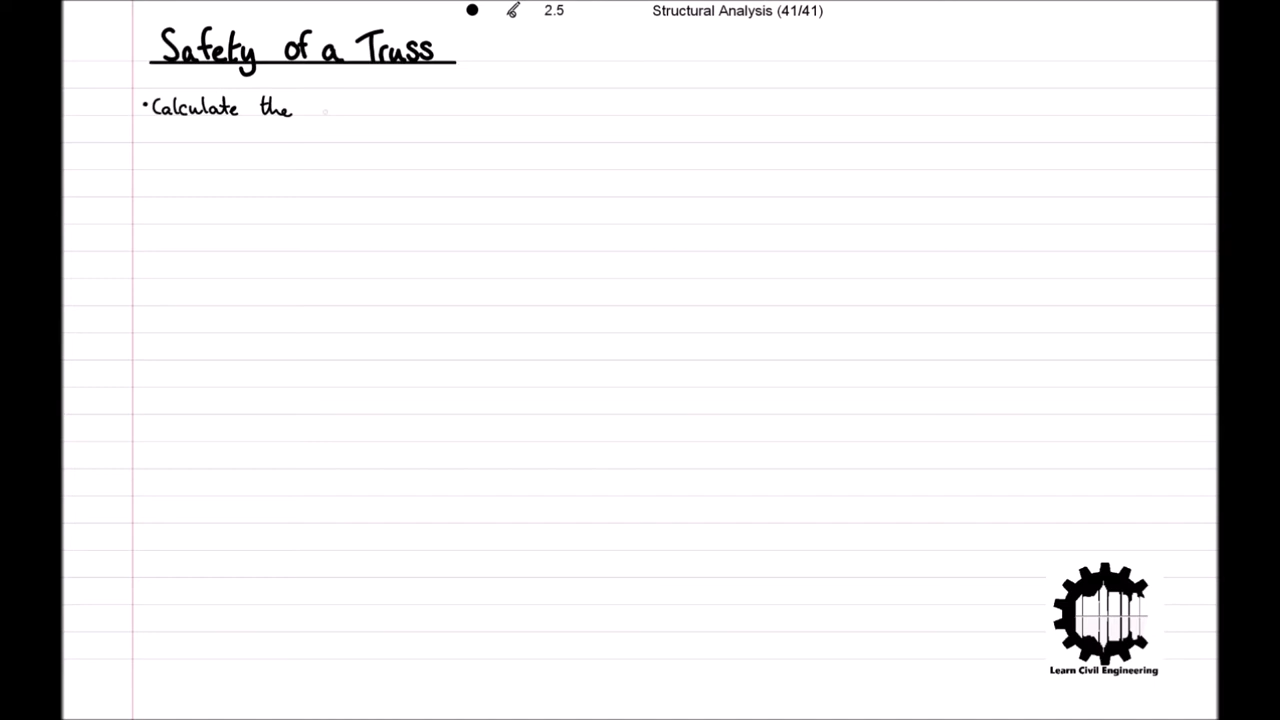 2.5 Structural Analysis (41/41)
Safety of a Truss
•Calculate the
Learn Civil Engineering